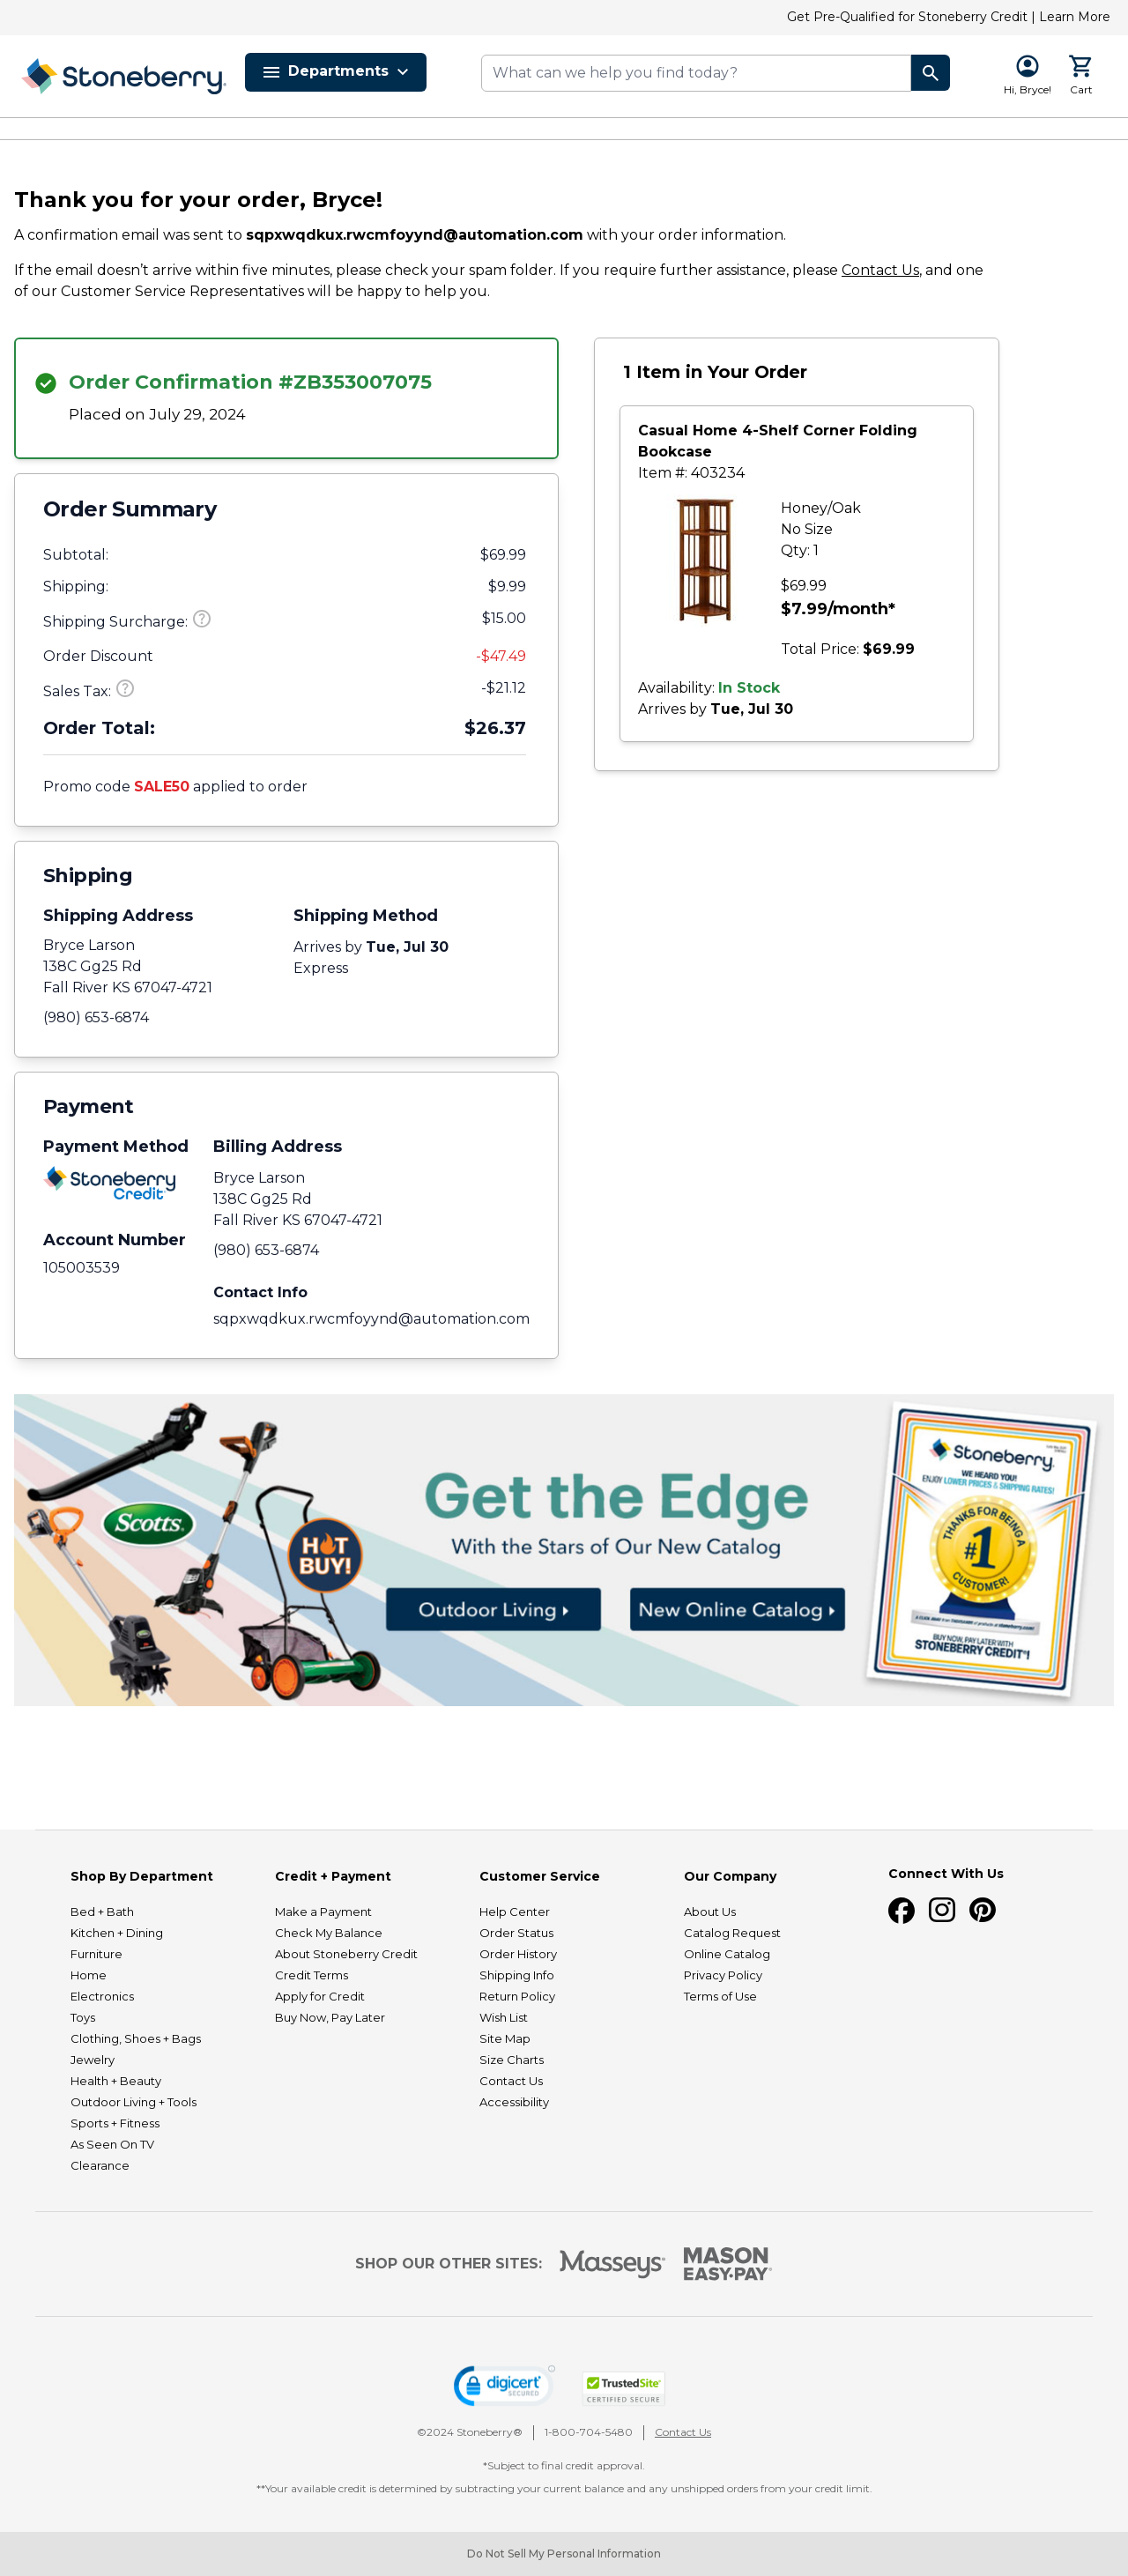 Get Pre-Qualified for Stoneberry Credit | Learn More
Stoneberry.
Departments
What can we help you find today?
Hi, Bryce!
Cart
Thank you for your order, Bryce!
A confirmation email was sent to sqpxwqdkux.rwcmfoyynd@automation.com with your order information.
If the email doesn’t arrive within five minutes, please check your spam folder. If you require further assistance, please Contact Us, and one
of our Customer Service Representatives will be happy to help you.
Order Confirmation #ZB353007075
Placed on July 29, 2024
Order Summary
Subtotal: $69.99
Shipping: $9.99
Shipping Surcharge: ? $15.00
Order Discount -$47.49
Sales Tax: ? -$21.12
Order Total: $26.37
Promo code SALE50 applied to order
Shipping
Shipping Address
Bryce Larson
138C Gg25 Rd
Fall River KS 67047-4721
(980) 653-6874
Shipping Method
Arrives by Tue, Jul 30
Express
Payment
Payment Method
Stoneberry
Credit
Account Number
105003539
Billing Address
Bryce Larson
138C Gg25 Rd
Fall River KS 67047-4721
(980) 653-6874
Contact Info
sqpxwqdkux.rwcmfoyynd@automation.com
1 Item in Your Order
Casual Home 4-Shelf Corner Folding
Bookcase
Item #: 403234
Honey/Oak
No Size
Qty: 1
$69.99
$7.99/month*
Total Price: $69.99
Availability: In Stock
Arrives by Tue, Jul 30
Scotts.
HOT
BUY!
Get the Edge
With the Stars of Our New Catalog
Outdoor Living
New Online Catalog
Stoneberry.
WE HEARD YOU!
ENJOY LOWER PRICES & SHIPPING RATES!
THANKS FOR BEING A
#1
CUSTOMER!
BUY NOW, PAY LATER WITH
STONEBERRY CREDIT*!
Shop By Department
Bed + Bath
Kitchen + Dining
Furniture
Home
Electronics
Toys
Clothing, Shoes + Bags
Jewelry
Health + Beauty
Outdoor Living + Tools
Sports + Fitness
As Seen On TV
Clearance
Credit + Payment
Make a Payment
Check My Balance
About Stoneberry Credit
Credit Terms
Apply for Credit
Buy Now, Pay Later
Customer Service
Help Center
Order Status
Order History
Shipping Info
Return Policy
Wish List
Site Map
Size Charts
Contact Us
Accessibility
Our Company
About Us
Catalog Request
Online Catalog
Privacy Policy
Terms of Use
Connect With Us
SHOP OUR OTHER SITES:
Masseys®
MASON
EASY•PAY®
digicert
SECURED
TrustedSite
CERTIFIED SECURE
©2024 Stoneberry® | 1-800-704-5480 | Contact Us
*Subject to final credit approval.
**Your available credit is determined by subtracting your current balance and any unshipped orders from your credit limit.
Do Not Sell My Personal Information